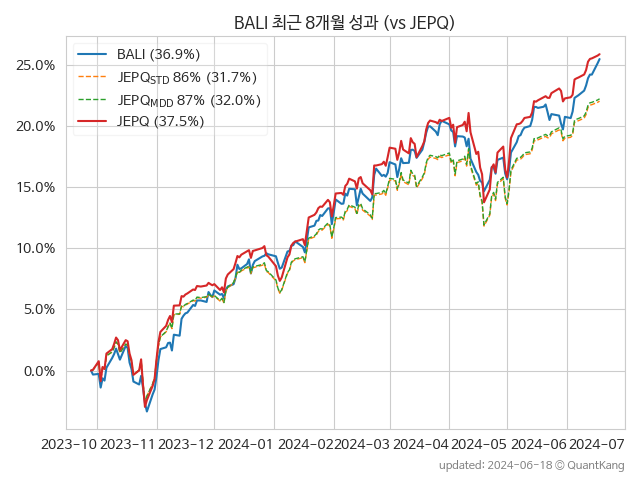 BALI 최근 8개월 성과 (vs JEPQ)
BALI (36.9%)
JEPQSTD 86% (31.7%)
JEPQMDD 87% (32.0%)
JEPQ (37.5%)
25.0%
20.0%
15.0%
10.0%
5.0%
0.0%
2023-10 2023-11 2023-12 2024-01 2024-02 2024-03 2024-04 2024-05 2024-06 2024-07
updated: 2024-06-18 © QuantKang